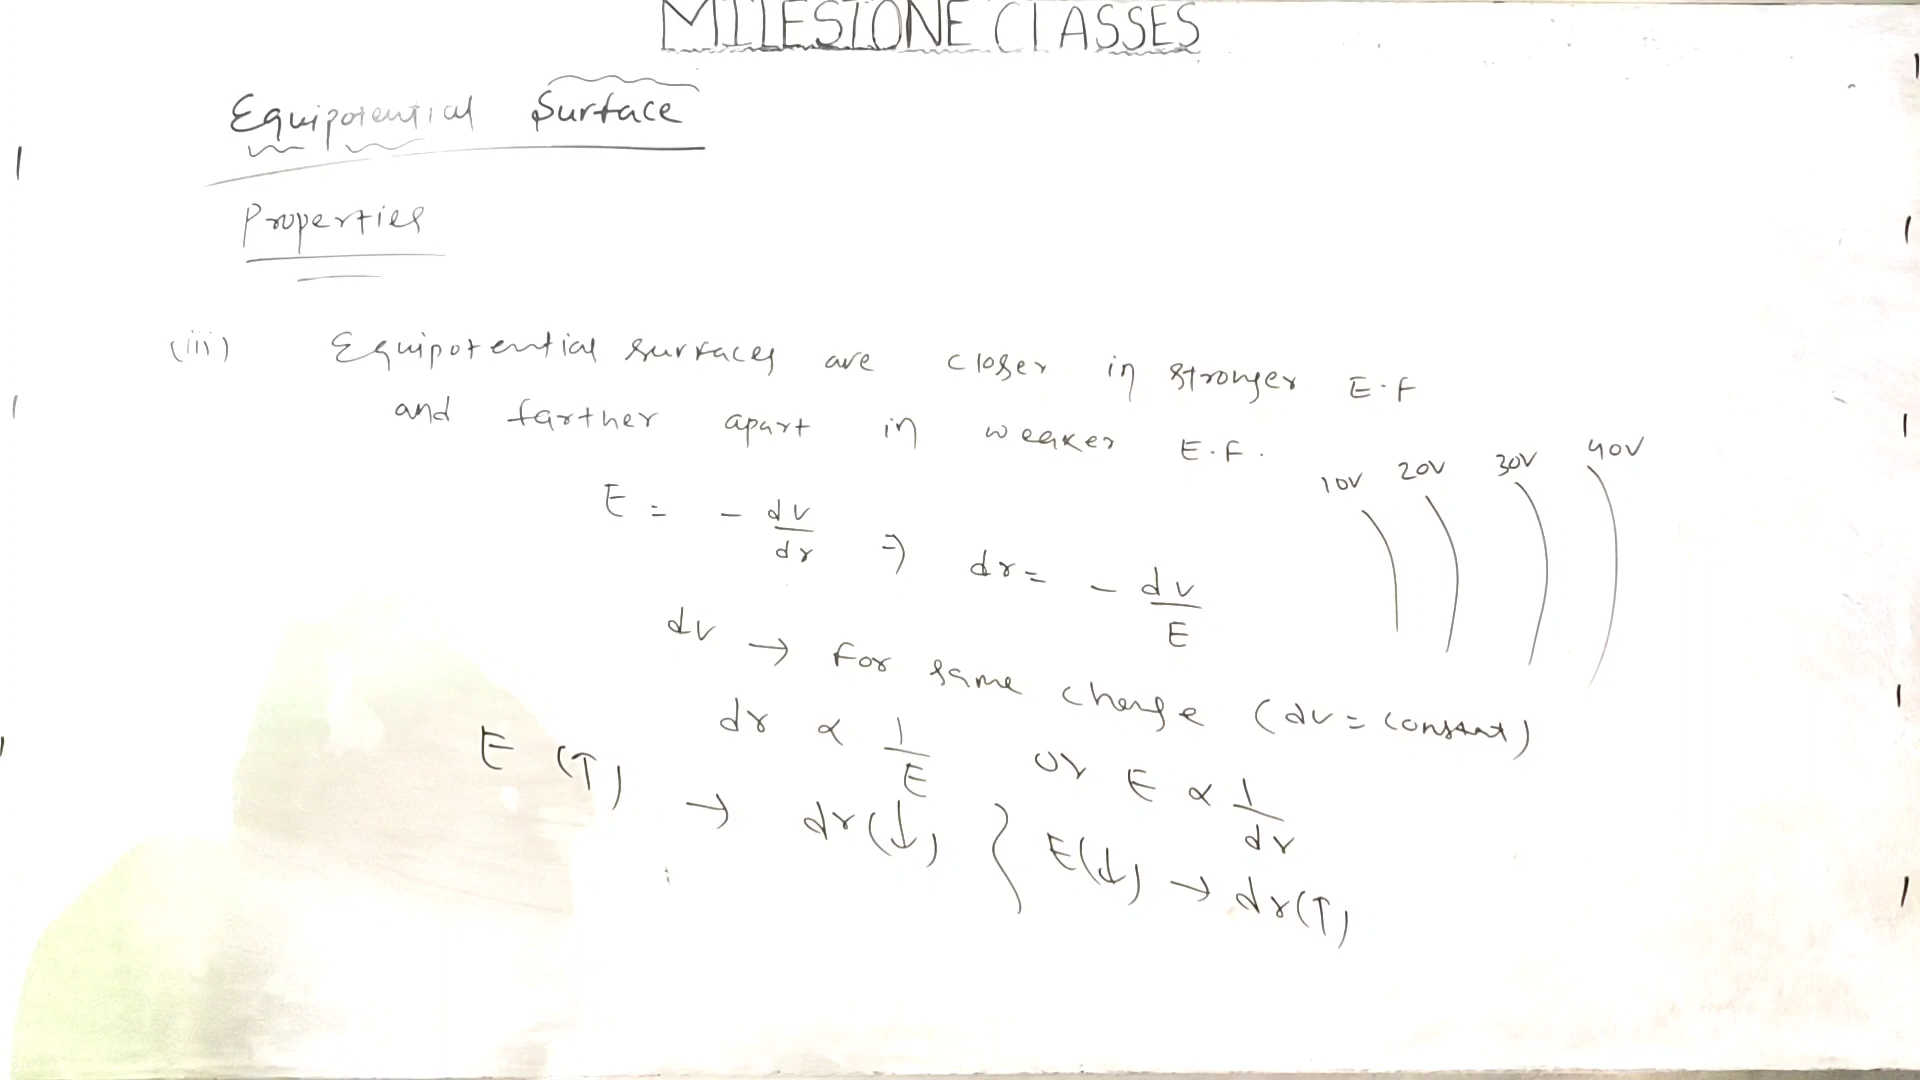 MILESTONE CLASSES
Equipotential Surface
Properties
(iii) Equipotential surfaces are closer in stronger E.F
and farther apart in weaker E.F.
10V 20V 30V 40V
E = - dv/dr ⇒ dr = - dv/E
dv → for same change (dv = constant)
dr ∝ 1/E or E ∝ 1/dr
E (↑) → dr(↓) } E(↓) → dr(↑)